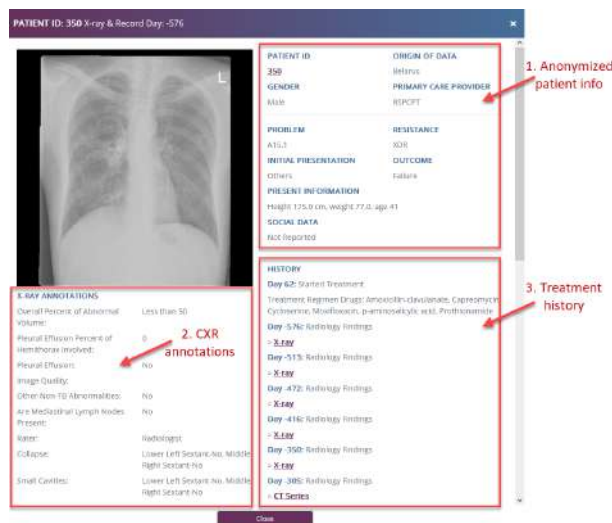 PATIENT ID: 350 X-ray & Record Day: -576
×
L
PATIENT ID
ORIGIN OF DATA
350
Belarus
GENDER
PRIMARY CARE PROVIDER
Male
RSPCPT
PROBLEM
RESISTANCE
A15.1
XDR
INITIAL PRESENTATION
OUTCOME
Others
Failure
PRESENT INFORMATION
Height 175.0 cm, weight 77.0, age 41
SOCIAL DATA
Not Reported
1. Anonymized
patient info
X-RAY ANNOTATIONS
Overall Percent of Abnormal
Volume:
Less than 50
Pleural Effusion Percent of
Hemithorax Involved:
0
Pleural Effusion:
No
Image Quality:
Other Non-TB Abnormalities:
No
Are Mediastinal Lymph Nodes
Present:
No
Rater:
Radiologist
Collapse:
Lower Left Sextant-No, Middle
Right Sextant-No
Small Cavities:
Lower Left Sextant-No, Middle
Right Sextant-No
2. CXR
annotations
HISTORY
Day 62: Started Treatment
Treatment Regimen Drugs: Amoxicillin-clavulanate, Capreomycin
Cycloserine, Moxifloxacin, p-aminosalicylic acid, Prothionamide
Day -576: Radiology Findings
X-ray
Day -515: Radiology Findings
X-ray
Day -472: Radiology Findings
X-ray
Day -416: Radiology Findings
X-ray
Day -350: Radiology Findings
X-ray
Day -305: Radiology Findings
CT Series
3. Treatment
history
Close